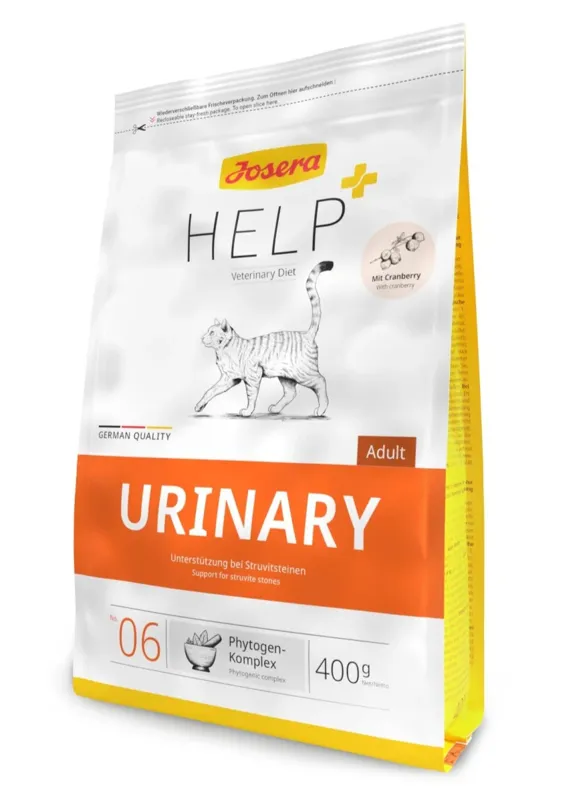 Wiederverschließbare Frischeverpackung. Zum Öffnen hier aufschneiden :
Recloseable stay-fresh package. To open slice here.
Josera
HELP+
Veterinary Diet
Mit Cranberry
With cranberry
GERMAN QUALITY
Adult
URINARY
Unterstützung bei Struvitsteinen
Support for struvite stones
No. 06
Phytogen-
Komplex
Phytogenic complex
400g